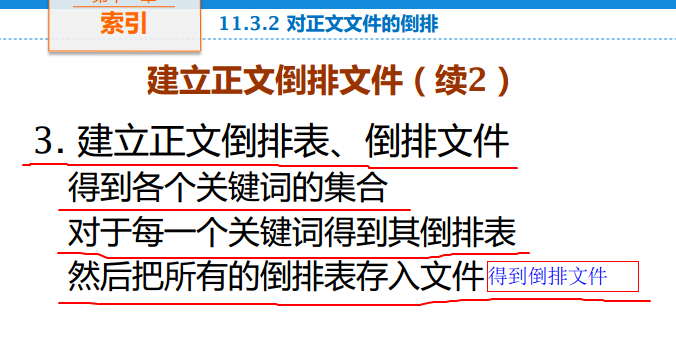 索引
11.3.2 对正文文件的倒排
建立正文倒排文件（续2）
3. 建立正文倒排表、倒排文件
得到各个关键词的集合
对于每一个关键词得到其倒排表
然后把所有的倒排表存入文件 得到倒排文件